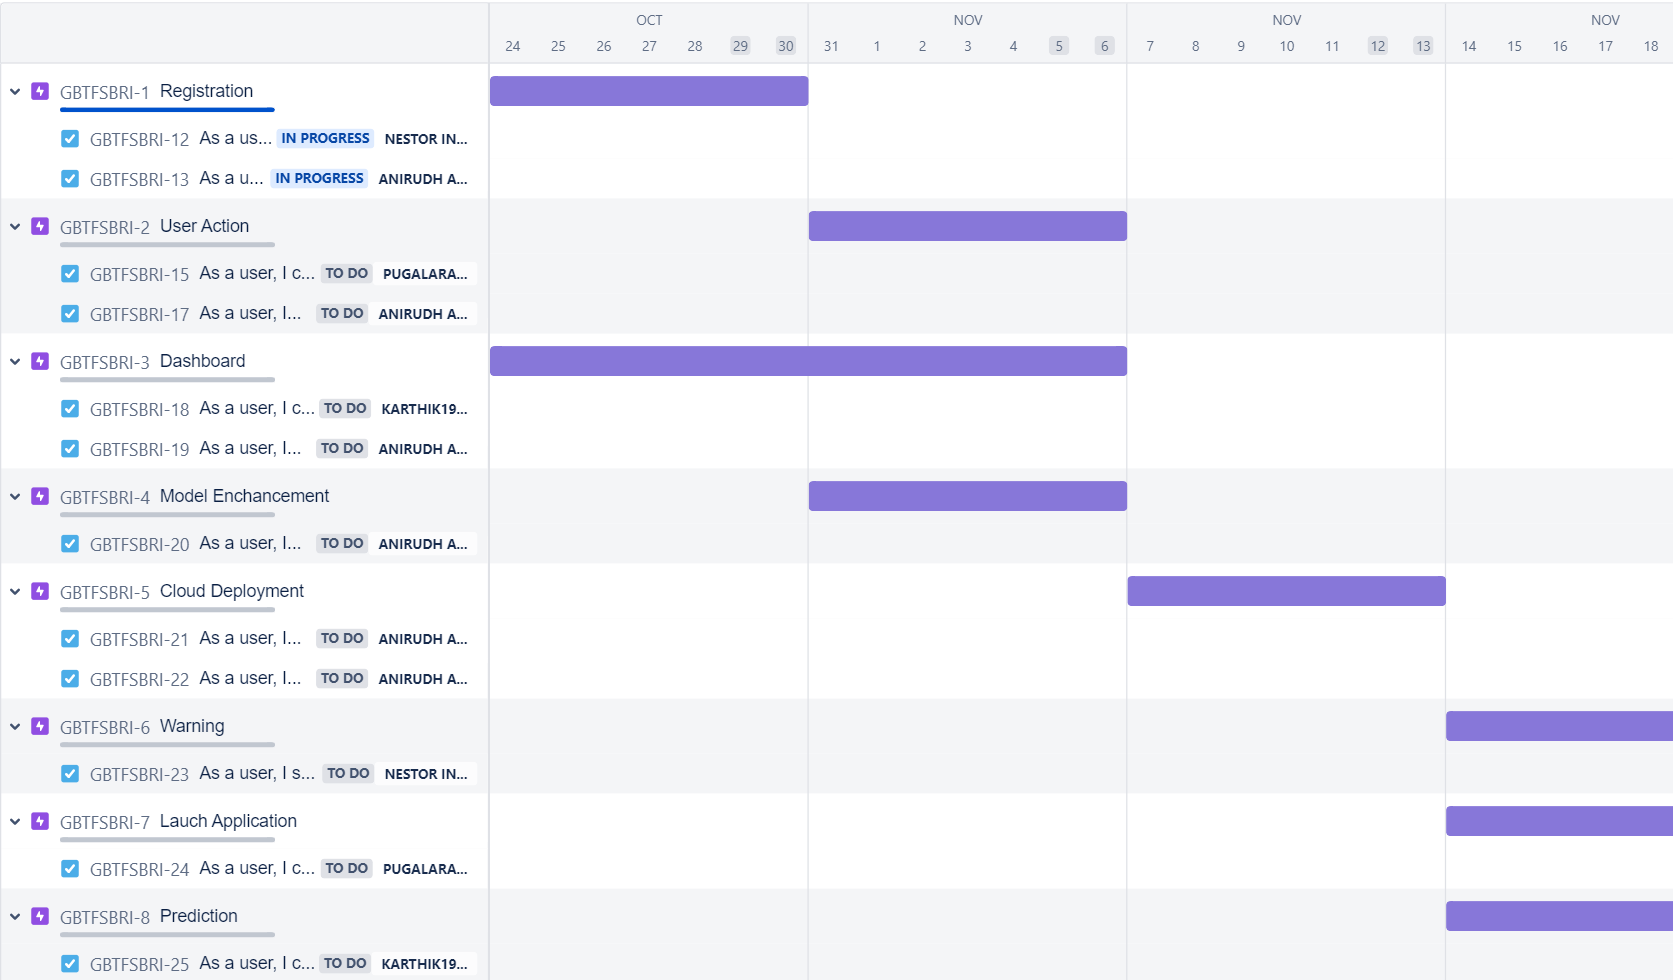 OCT NOV NOV NOV
24 25 26 27 28 29 30 31 1 2 3 4 5 6 7 8 9 10 11 12 13 14 15 16 17 18
GBTFSBRI-1 Registration
GBTFSBRI-12 As a us... IN PROGRESS NESTOR IN...
GBTFSBRI-13 As a u... IN PROGRESS ANIRUDH A...
GBTFSBRI-2 User Action
GBTFSBRI-15 As a user, I c... TO DO PUGALARA...
GBTFSBRI-17 As a user, I... TO DO ANIRUDH A...
GBTFSBRI-3 Dashboard
GBTFSBRI-18 As a user, I c... TO DO KARTHIK19...
GBTFSBRI-19 As a user, I... TO DO ANIRUDH A...
GBTFSBRI-4 Model Enchancement
GBTFSBRI-20 As a user, I... TO DO ANIRUDH A...
GBTFSBRI-5 Cloud Deployment
GBTFSBRI-21 As a user, I... TO DO ANIRUDH A...
GBTFSBRI-22 As a user, I... TO DO ANIRUDH A...
GBTFSBRI-6 Warning
GBTFSBRI-23 As a user, I s... TO DO NESTOR IN...
GBTFSBRI-7 Lauch Application
GBTFSBRI-24 As a user, I c... TO DO PUGALARA...
GBTFSBRI-8 Prediction
GBTFSBRI-25 As a user, I c... TO DO KARTHIK19...